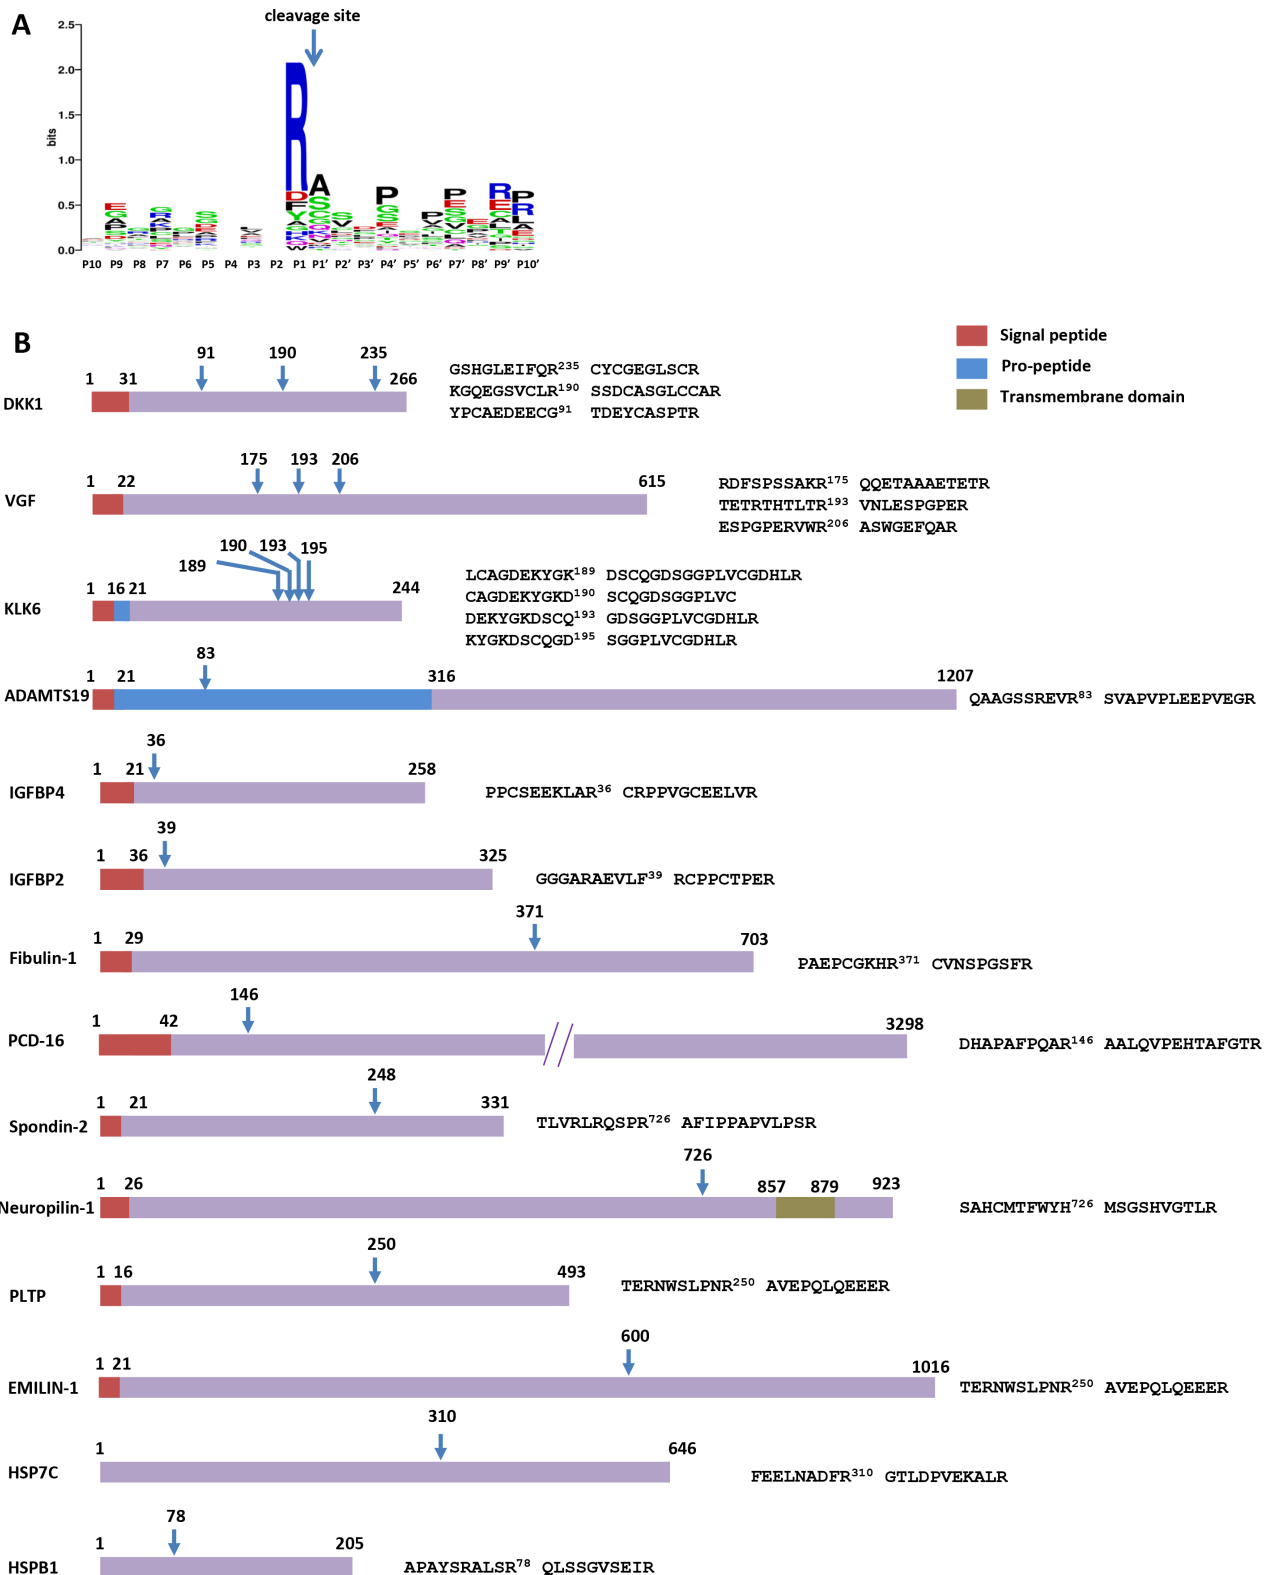 A
cleavage site
2.5
2.0
1.5
1.0
0.5
0.0
bits
P10 P9 P8 P7 P6 P5 P4 P3 P2 P1 P1′ P2′ P3′ P4′ P5′ P6′ P7′ P8′ P9′ P10′
B
Signal peptide
Pro-peptide
Transmembrane domain
91 190 235
1 31 266
DKK1
GSHGLEIFQR235 CYCGEGLSCR
KGQEGSVCLR190 SSDCASGLCCAR
YPCAEDEECG91 TDEYCASPTR
175 193 206
1 22 615
VGF
RDFSPSSAKR175 QQETAAAETETR
TETRTHTLTR193 VNLESPGPER
ESPGPERVWR206 ASWGEFQAR
189 190 193 195
1 16 21 244
KLK6
LCAGDEKYGK189 DSCQGDSGGPLVCGDHLR
CAGDEKYGKD190 SCQGDSGGPLVC
DEKYGKDSCQ193 GDSGGPLVCGDHLR
KYGKDSCQGD195 SGGPLVCGDHLR
83
1 21 316 1207
ADAMTS19
QAAGSSREVR83 SVAPVPLEEPVEGR
36
1 21 258
IGFBP4
PPCSEEKLAR36 CRPPVGCEELVR
39
1 36 325
IGFBP2
GGGARAEVLF39 RCPPCTPER
371
1 29 703
Fibulin-1
PAEPCGKHR371 CVNSPGSFR
146
1 42 3298
PCD-16
DHAPAFPQAR146 AALQVPEHTAFGTR
248
1 21 331
Spondin-2
TLVRLRQSPR726 AFIPPAPVLPSR
726
1 26 857 879 923
Neuropilin-1
SAHCMTFWYH726 MSGSHVGTLR
250
1 16 493
PLTP
TERNWSLPNR250 AVEPQLQEEER
600
1 21 1016
EMILIN-1
TERNWSLPNR250 AVEPQLQEEER
310
1 646
HSP7C
FEELNADFR310 GTLDPVEKALR
78
1 205
HSPB1
APAYSRALSR78 QLSSGVSEIR